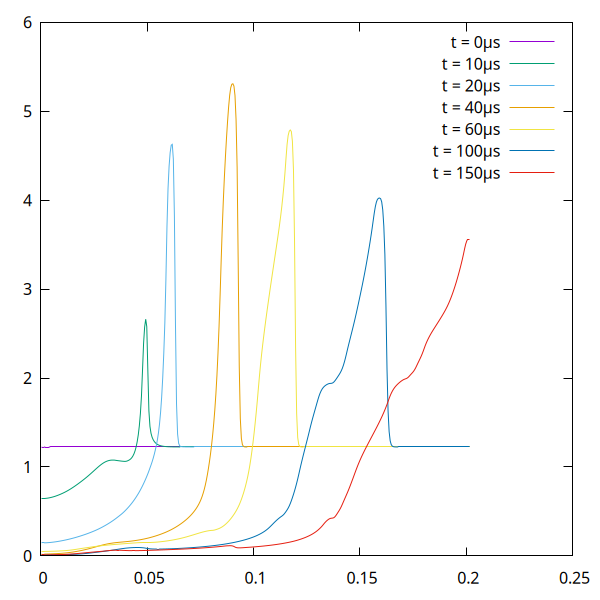 6
5
4
3
2
1
0
t = 0µs
t = 10µs
t = 20µs
t = 40µs
t = 60µs
t = 100µs
t = 150µs
0 0.05 0.1 0.15 0.2 0.25